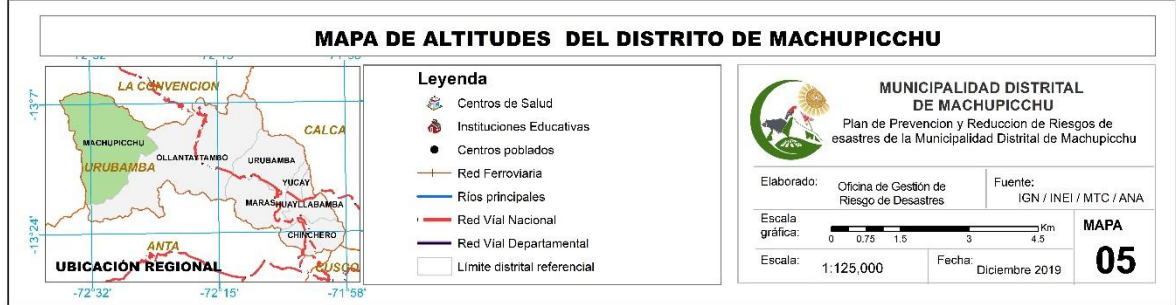 MAPA DE ALTITUDES DEL DISTRITO DE MACHUPICCHU
-72°32' -72°15' -71°58'
-13°7'
-13°24'
LA CONVENCION
CALCA
MACHUPICCHU
OLLANTAYTAMBO
URUBAMBA
URUBAMBA
YUCAY
MARAS
HUAYLLABAMBA
CHINCHERO
ANTA
CUSCO
UBICACIÓN REGIONAL
-72°32' -72°15' -71°58'
Leyenda
Centros de Salud
Instituciones Educativas
Centros poblados
Red Ferroviaria
Ríos principales
Red Víal Nacional
Red Víal Departamental
Límite distrital referencial
MUNICIPALIDAD DISTRITAL
DE MACHUPICCHU
Plan de Prevencion y Reduccion de Riesgos de
esastres de la Municipalidad Distrital de Machupicchu
Elaborado: Oficina de Gestión de
Riesgo de Desastres
Fuente:
IGN / INEI / MTC / ANA
Escala
gráfica:
0 0.75 1.5 3 4.5 Km
Escala: 1:125,000
Fecha: Diciembre 2019
MAPA
05